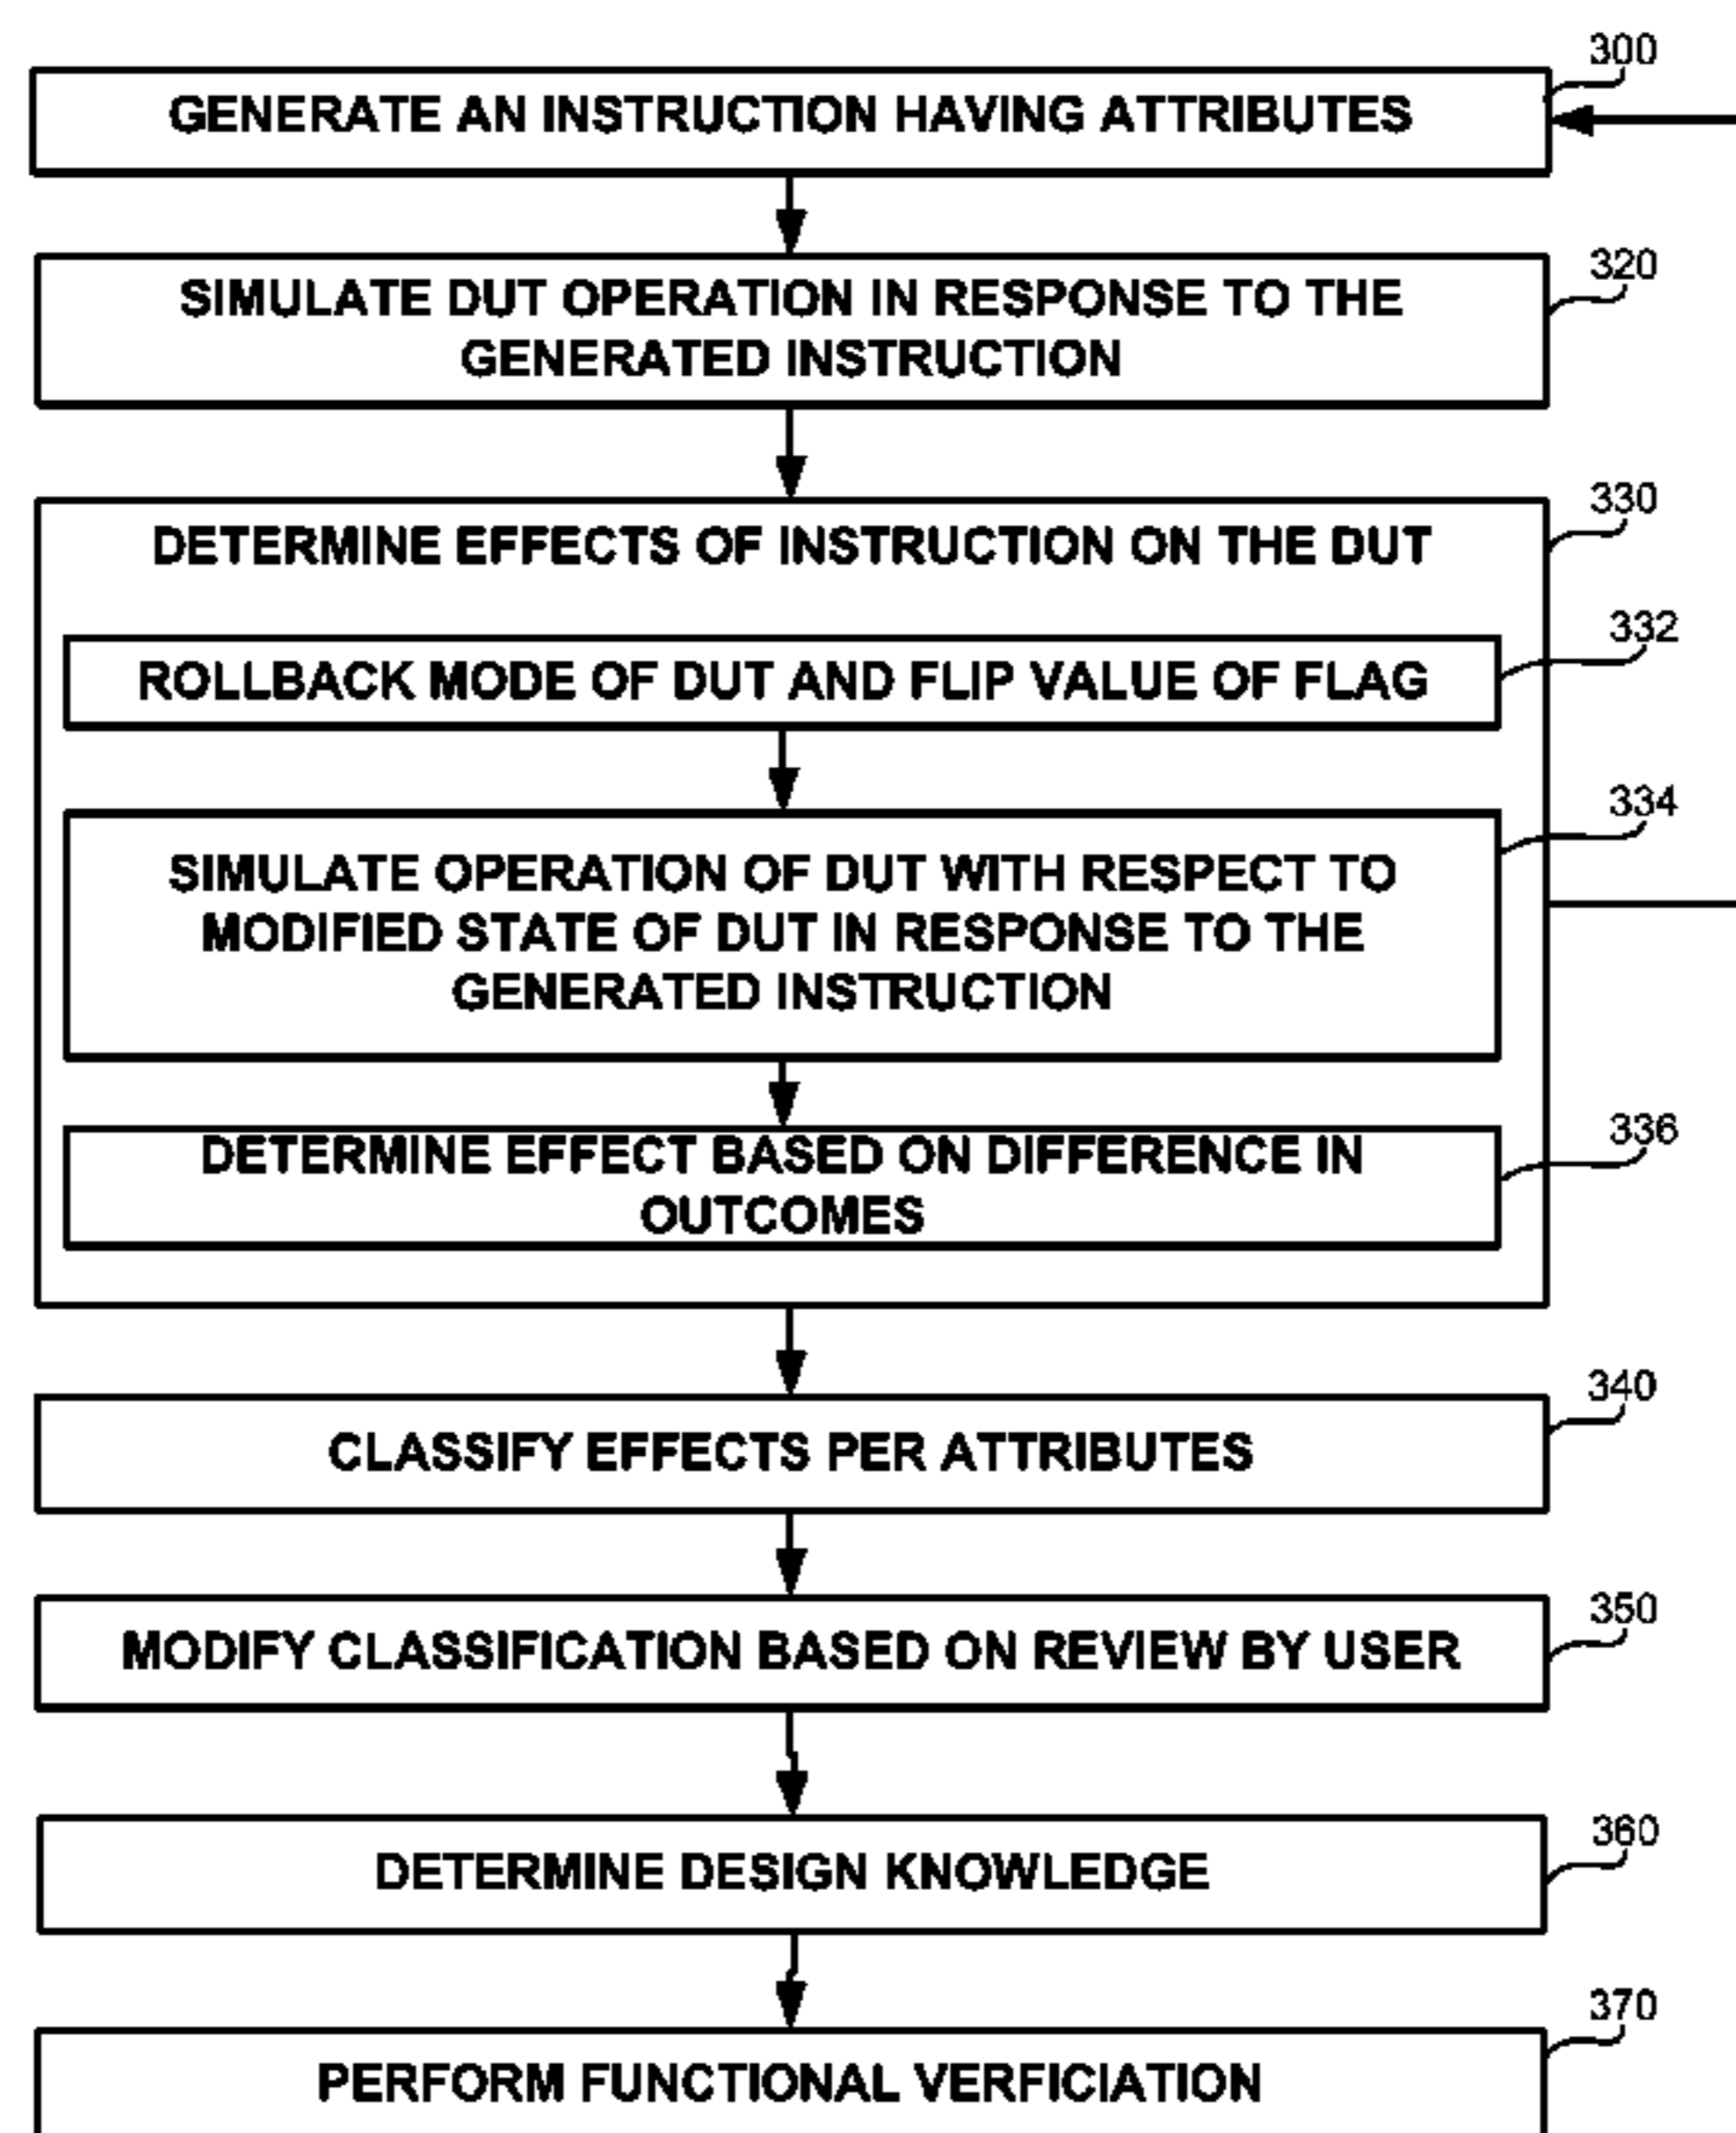 300
GENERATE AN INSTRUCTION HAVING ATTRIBUTES
320
SIMULATE DUT OPERATION IN RESPONSE TO THE
GENERATED INSTRUCTION
330
DETERMINE EFFECTS OF INSTRUCTION ON THE DUT
332
ROLLBACK MODE OF DUT AND FLIP VALUE OF FLAG
334
SIMULATE OPERATION OF DUT WITH RESPECT TO
MODIFIED STATE OF DUT IN RESPONSE TO THE
GENERATED INSTRUCTION
336
DETERMINE EFFECT BASED ON DIFFERENCE IN
OUTCOMES
340
CLASSIFY EFFECTS PER ATTRIBUTES
350
MODIFY CLASSIFICATION BASED ON REVIEW BY USER
360
DETERMINE DESIGN KNOWLEDGE
370
PERFORM FUNCTIONAL VERFICIATION